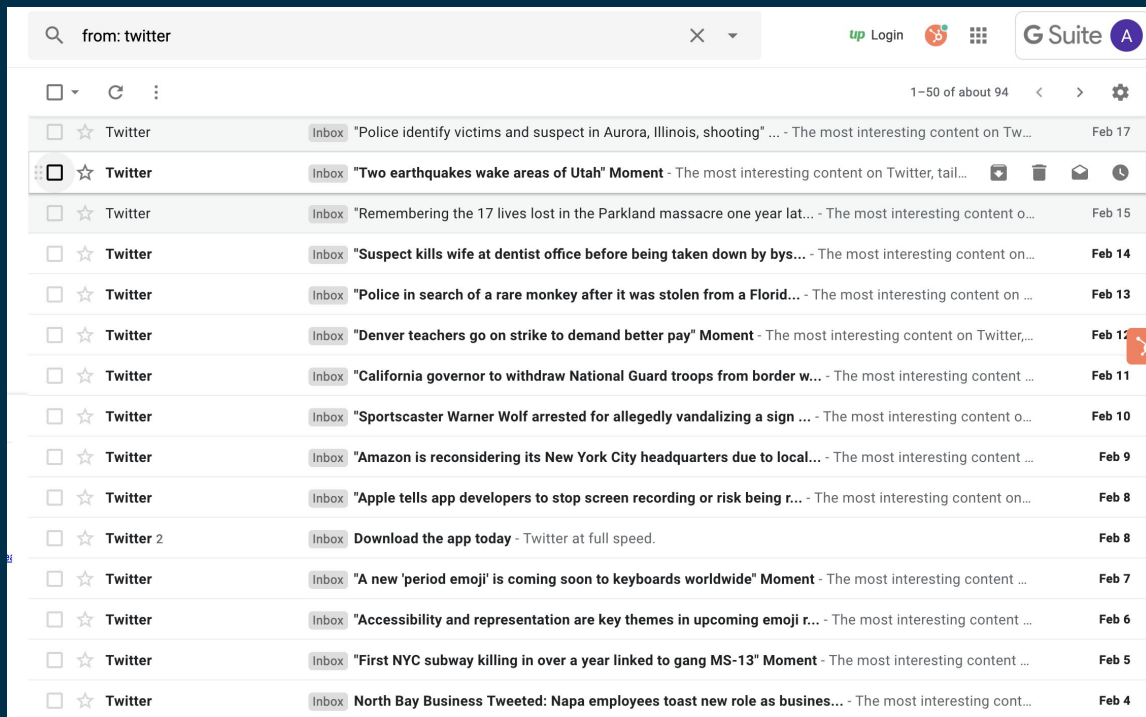 from: twitter
up Login
G Suite A
1–50 of about 94
Twitter Inbox "Police identify victims and suspect in Aurora, Illinois, shooting" ... - The most interesting content on Tw... Feb 17
Twitter Inbox "Two earthquakes wake areas of Utah" Moment - The most interesting content on Twitter, tail...
Twitter Inbox "Remembering the 17 lives lost in the Parkland massacre one year lat... - The most interesting content o... Feb 15
Twitter Inbox "Suspect kills wife at dentist office before being taken down by bys... - The most interesting content on... Feb 14
Twitter Inbox "Police in search of a rare monkey after it was stolen from a Florid... - The most interesting content on ... Feb 13
Twitter Inbox "Denver teachers go on strike to demand better pay" Moment - The most interesting content on Twitter,... Feb 12
Twitter Inbox "California governor to withdraw National Guard troops from border w... - The most interesting content ... Feb 11
Twitter Inbox "Sportscaster Warner Wolf arrested for allegedly vandalizing a sign ... - The most interesting content o... Feb 10
Twitter Inbox "Amazon is reconsidering its New York City headquarters due to local... - The most interesting content ... Feb 9
Twitter Inbox "Apple tells app developers to stop screen recording or risk being r... - The most interesting content on... Feb 8
Twitter 2 Inbox Download the app today - Twitter at full speed. Feb 8
Twitter Inbox "A new 'period emoji' is coming soon to keyboards worldwide" Moment - The most interesting content ... Feb 7
Twitter Inbox "Accessibility and representation are key themes in upcoming emoji r... - The most interesting content ... Feb 6
Twitter Inbox "First NYC subway killing in over a year linked to gang MS-13" Moment - The most interesting content ... Feb 5
Twitter Inbox North Bay Business Tweeted: Napa employees toast new role as busines... - The most interesting cont... Feb 4